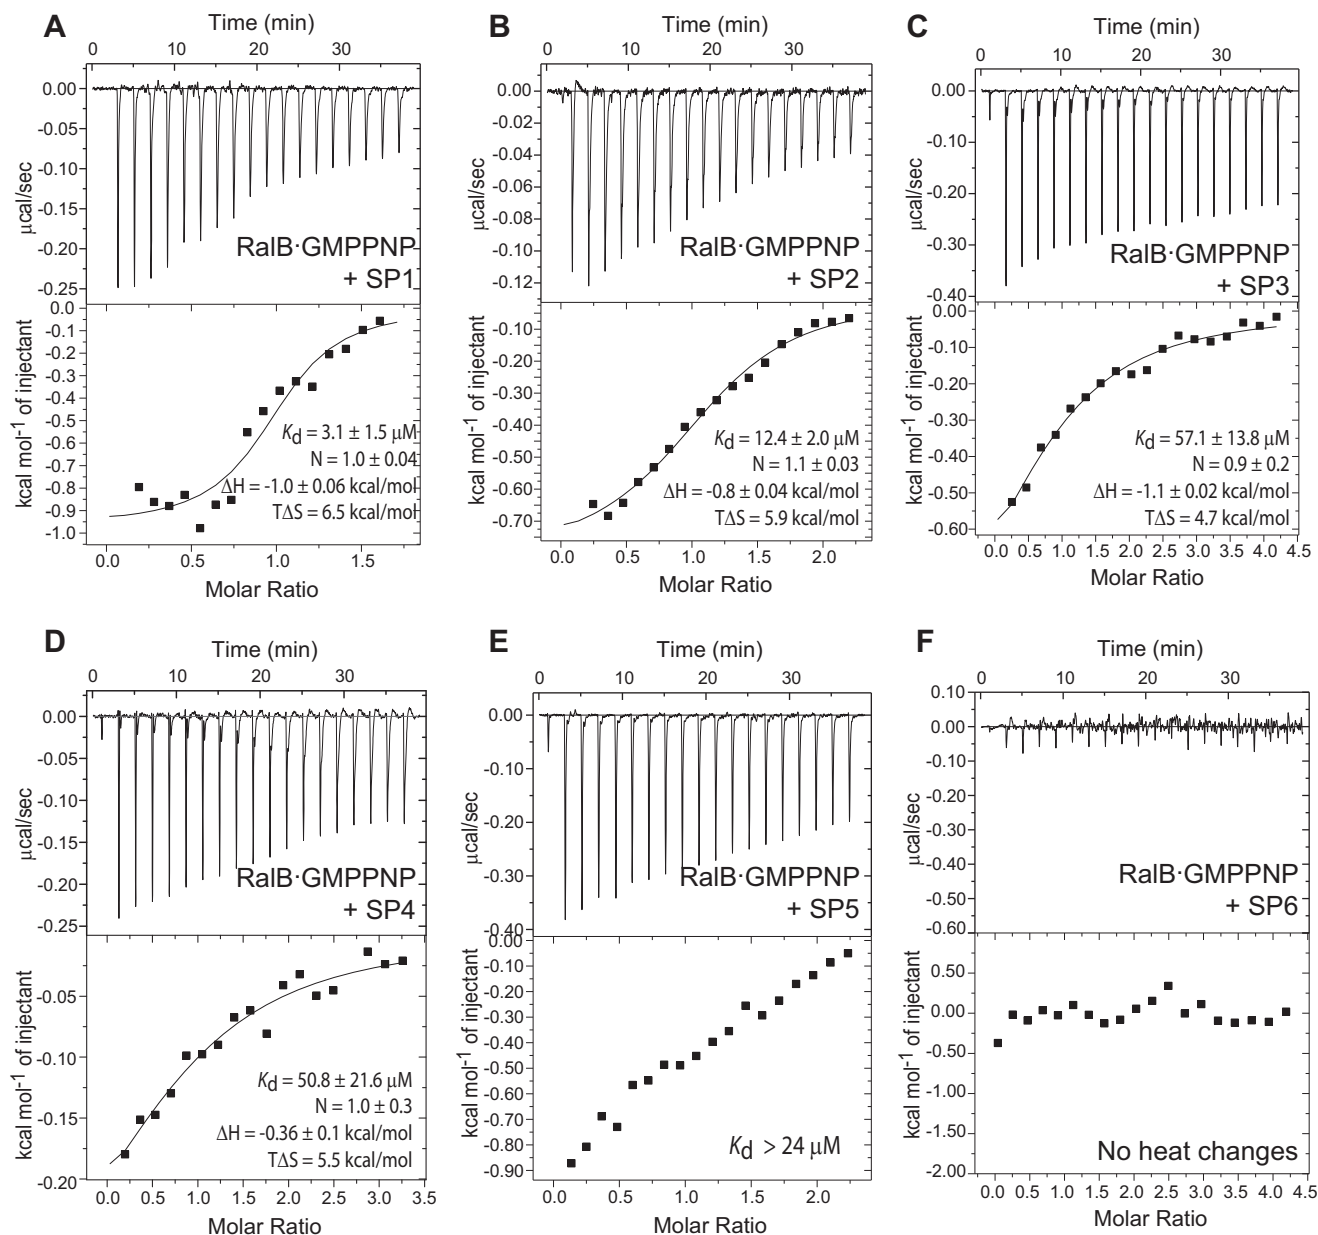 A
Time (min)
0 10 20 30
0.00
-0.05
-0.10
-0.15
-0.20
-0.25
μcal/sec
RalB·GMPPNP
+ SP1
0.0
-0.1
-0.2
-0.3
-0.4
-0.5
-0.6
-0.7
-0.8
-0.9
-1.0
kcal mol-1 of injectant
Kd = 3.1 ± 1.5 μM
N = 1.0 ± 0.04
ΔH = -1.0 ± 0.06 kcal/mol
TΔS = 6.5 kcal/mol
0.0 0.5 1.0 1.5
Molar Ratio
B
Time (min)
0 10 20 30
0.00
-0.02
-0.04
-0.06
-0.08
-0.10
-0.12
μcal/sec
RalB·GMPPNP
+ SP2
-0.10
-0.20
-0.30
-0.40
-0.50
-0.60
-0.70
kcal mol-1 of injectant
Kd = 12.4 ± 2.0 μM
N = 1.1 ± 0.03
ΔH = -0.8 ± 0.04 kcal/mol
TΔS = 5.9 kcal/mol
0.0 0.5 1.0 1.5 2.0
Molar Ratio
C
Time (min)
0 10 20 30
0.00
-0.10
-0.20
-0.30
-0.40
μcal/sec
RalB·GMPPNP
+ SP3
0.00
-0.10
-0.20
-0.30
-0.40
-0.50
-0.60
kcal mol-1 of injectant
Kd = 57.1 ± 13.8 μM
N = 0.9 ± 0.2
ΔH = -1.1 ± 0.02 kcal/mol
TΔS = 4.7 kcal/mol
0.0 0.5 1.0 1.5 2.0 2.5 3.0 3.5 4.0 4.5
Molar Ratio
D
Time (min)
0 10 20 30
0.00
-0.05
-0.10
-0.15
-0.20
-0.25
μcal/sec
RalB·GMPPNP
+ SP4
-0.05
-0.10
-0.15
-0.20
kcal mol-1 of injectant
Kd = 50.8 ± 21.6 μM
N = 1.0 ± 0.3
ΔH = -0.36 ± 0.1 kcal/mol
TΔS = 5.5 kcal/mol
0.0 0.5 1.0 1.5 2.0 2.5 3.0 3.5
Molar Ratio
E
Time (min)
0 10 20 30
0.00
-0.10
-0.20
-0.30
-0.40
μcal/sec
RalB·GMPPNP
+ SP5
0.00
-0.10
-0.20
-0.30
-0.40
-0.50
-0.60
-0.70
-0.80
-0.90
kcal mol-1 of injectant
Kd > 24 μM
0.0 0.5 1.0 1.5 2.0
Molar Ratio
F
Time (min)
0 10 20 30
0.10
0.00
-0.10
-0.20
-0.30
-0.40
-0.50
-0.60
μcal/sec
RalB·GMPPNP
+ SP6
0.50
0.00
-0.50
-1.00
-1.50
-2.00
kcal mol-1 of injectant
No heat changes
0.0 0.5 1.0 1.5 2.0 2.5 3.0 3.5 4.0 4.5
Molar Ratio